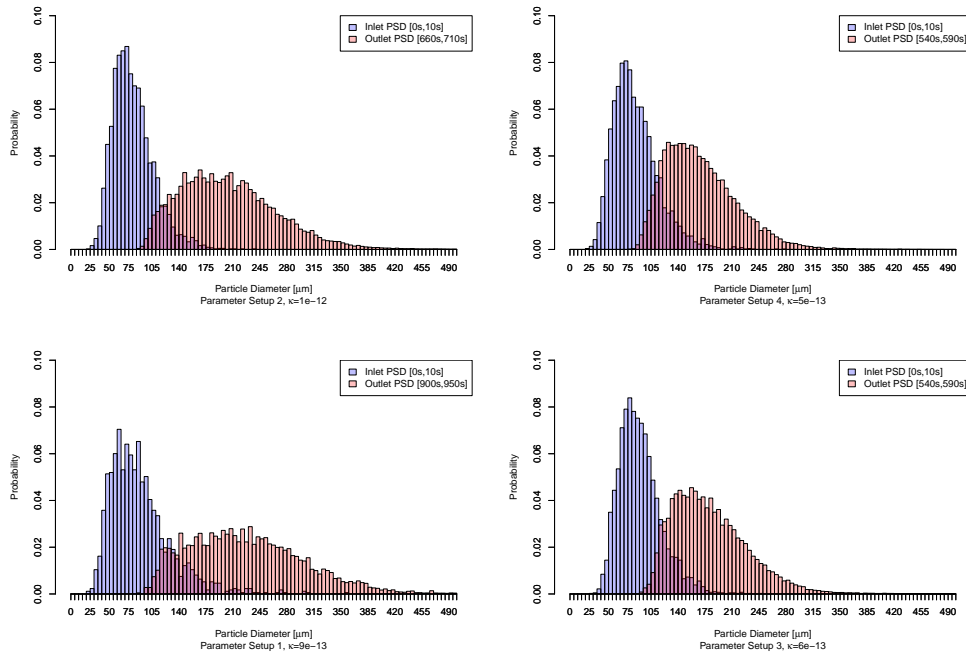 Inlet PSD [0s,10s]
Outlet PSD [660s,710s]
Probability
0.00 0.02 0.04 0.06 0.08 0.10
0 25 50 75 105 140 175 210 245 280 315 350 385 420 455 490
Particle Diameter [μm]
Parameter Setup 2, κ=1e−12
Inlet PSD [0s,10s]
Outlet PSD [540s,590s]
Probability
0.00 0.02 0.04 0.06 0.08 0.10
0 25 50 75 105 140 175 210 245 280 315 350 385 420 455 490
Particle Diameter [μm]
Parameter Setup 4, κ=5e−13
Inlet PSD [0s,10s]
Outlet PSD [900s,950s]
Probability
0.00 0.02 0.04 0.06 0.08 0.10
0 25 50 75 105 140 175 210 245 280 315 350 385 420 455 490
Particle Diameter [μm]
Parameter Setup 1, κ=9e−13
Inlet PSD [0s,10s]
Outlet PSD [540s,590s]
Probability
0.00 0.02 0.04 0.06 0.08 0.10
0 25 50 75 105 140 175 210 245 280 315 350 385 420 455 490
Particle Diameter [μm]
Parameter Setup 3, κ=6e−13